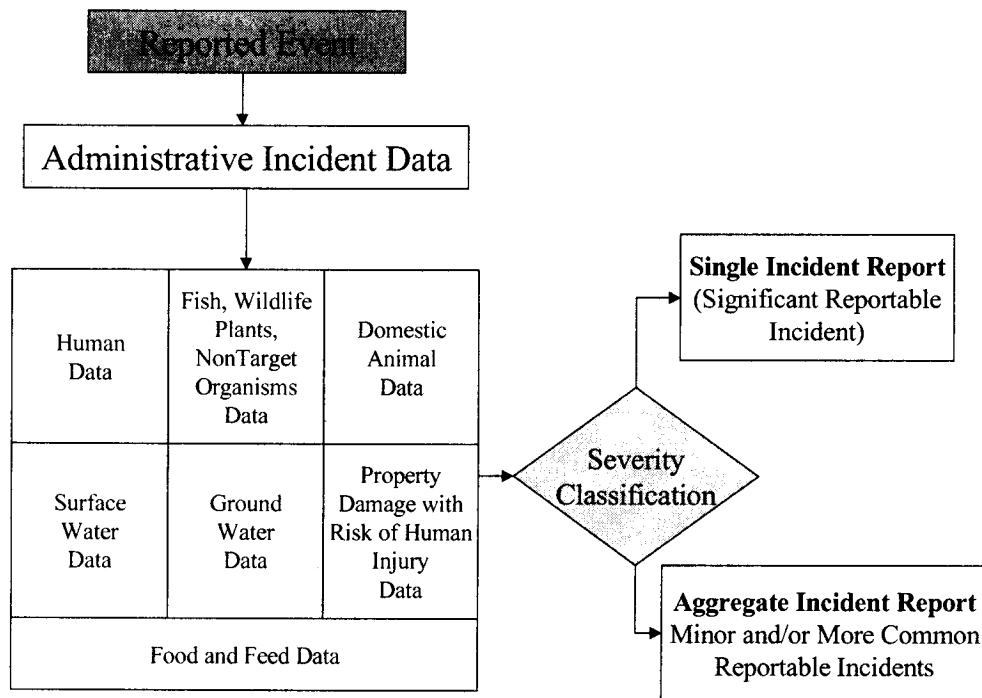 Reported Event
Administrative Incident Data
Human
Data
Fish, Wildlife
Plants,
NonTarget
Organisms
Data
Domestic
Animal
Data
Surface
Water
Data
Ground
Water
Data
Property
Damage with
Risk of Human
Injury
Data
Food and Feed Data
Severity
Classification
Single Incident Report
(Significant Reportable
Incident)
Aggregate Incident Report
Minor and/or More Common
Reportable Incidents